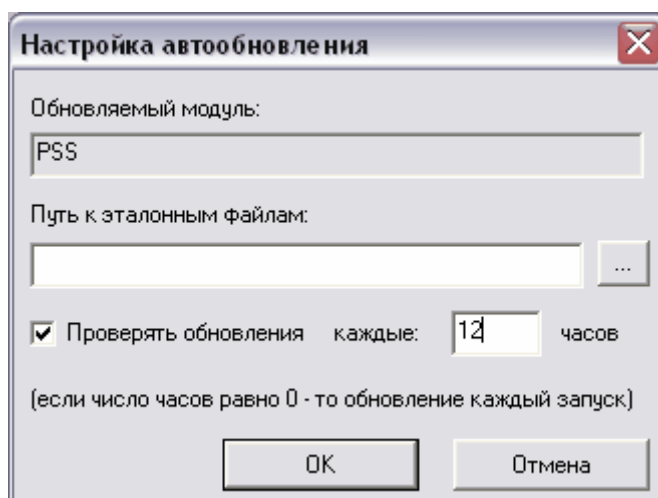 Настройка автообновления
Обновляемый модуль:
PSS
Путь к эталонным файлам:
...
Проверять обновления каждые: 12 часов
(если число часов равно 0 - то обновление каждый запуск)
OK Отмена